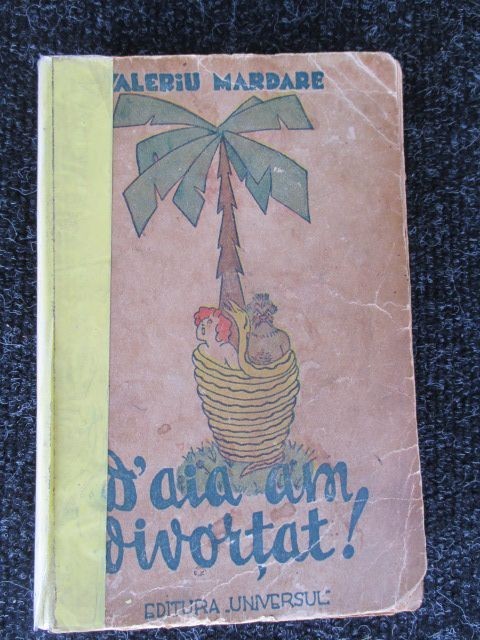 VALERIU MARDARE
D'aia am
divorțat!
EDITURA „UNIVERSUL"